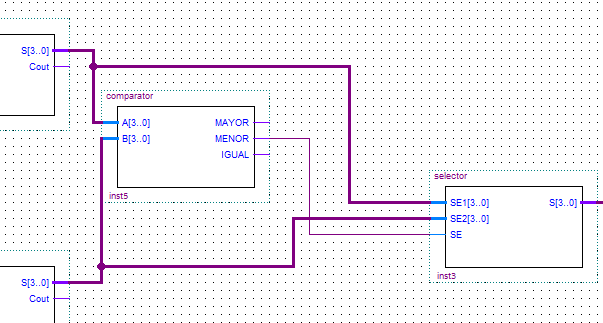 S[3..0]
Cout
comparator
A[3..0]
B[3..0]
MAYOR
MENOR
IGUAL
inst5
selector
SE1[3..0]
SE2[3..0]
SE
S[3..0]
inst3
S[3..0]
Cout